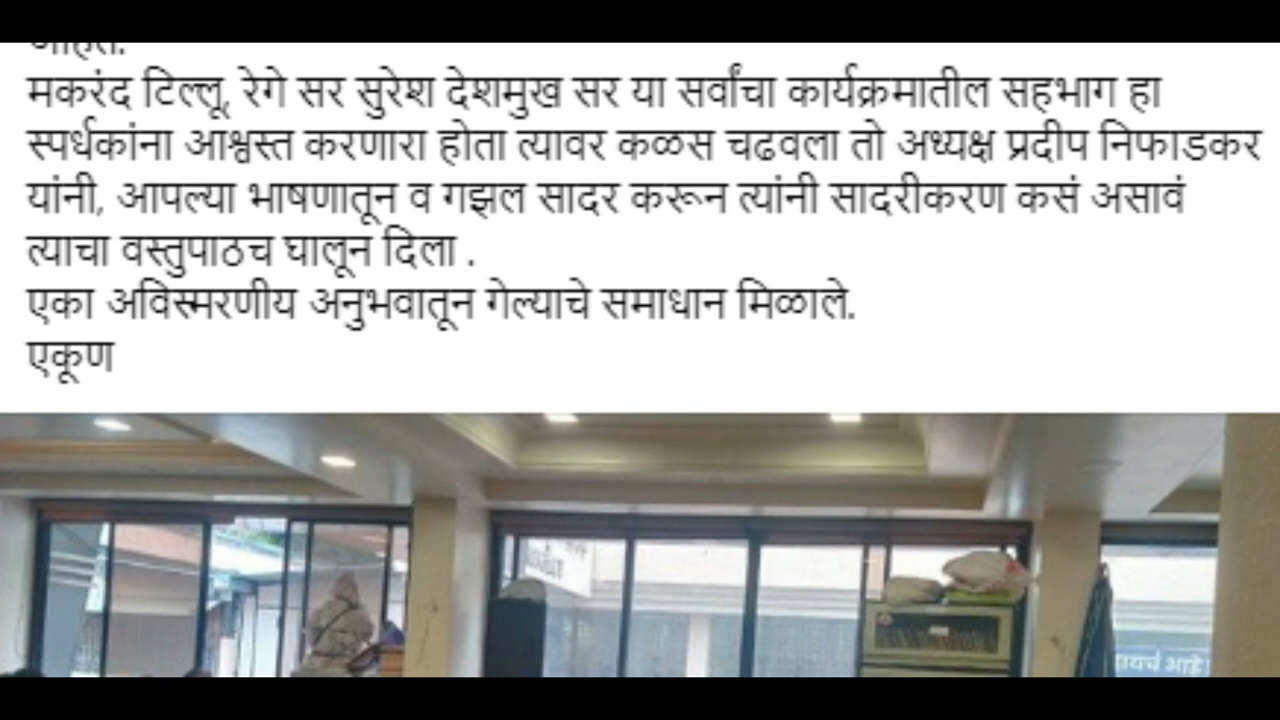 आहेत.
मकरंद टिल्लू, रेगे सर सुरेश देशमुख सर या सर्वांचा कार्यक्रमातील सहभाग हा
स्पर्धकांना आश्वस्त करणारा होता त्यावर कळस चढवला तो अध्यक्ष प्रदीप निफाडकर
यांनी, आपल्या भाषणातून व गझल सादर करून त्यांनी सादरीकरण कसं असावं
त्याचा वस्तुपाठच घालून दिला .
एका अविस्मरणीय अनुभवातून गेल्याचे समाधान मिळाले.
एकूण
आहे